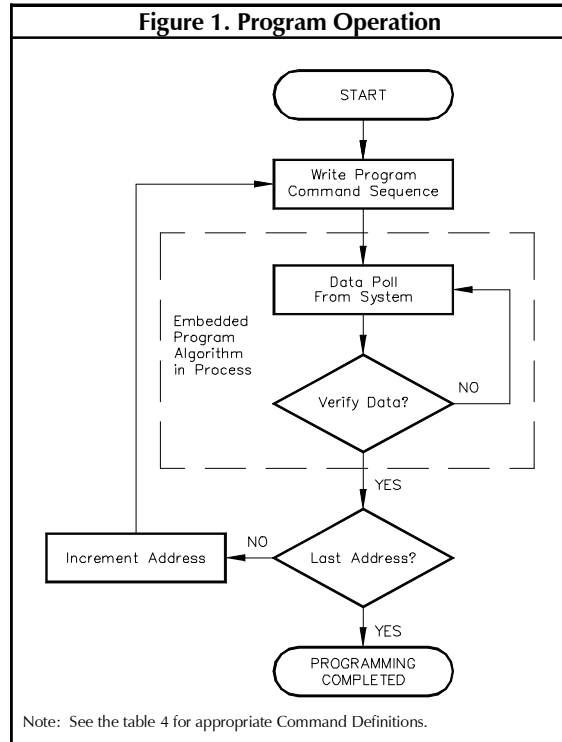 Figure 1. Program Operation
START
Write Program
Command Sequence
Data Poll
From System
Embedded
Program
Algorithm
in Process
Verify Data?
NO
YES
Last Address?
NO
Increment Address
YES
PROGRAMMING
COMPLETED
Note: See the table 4 for appropriate Command Definitions.